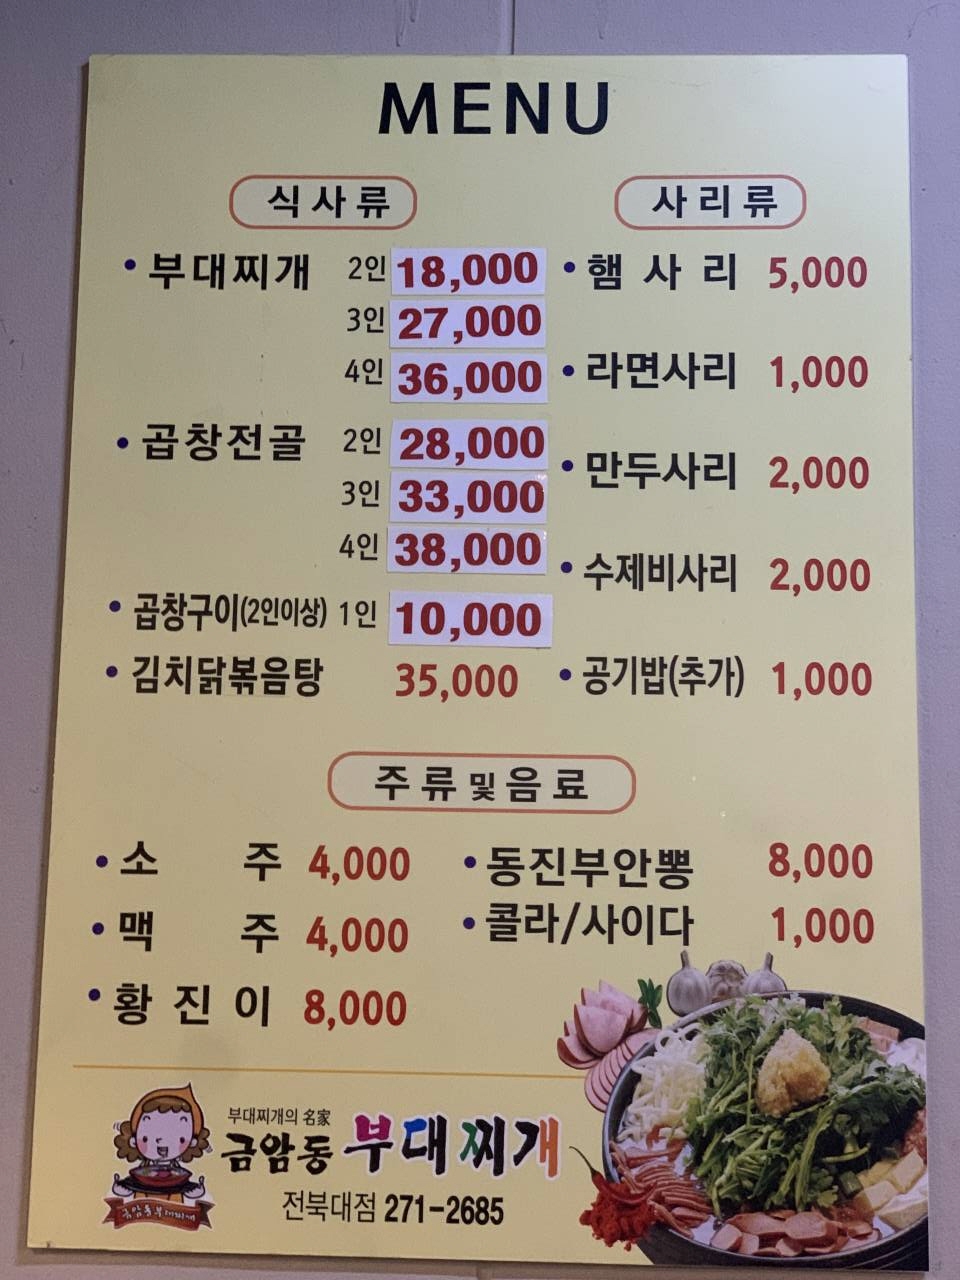 MENU
식사류
부대찌개 2인 18,000
3인 27,000
4인 36,000
곱창전골 2인 28,000
3인 33,000
4인 38,000
곱창구이(2인이상) 1인 10,000
김치닭볶음탕 35,000
사리류
햄사리 5,000
라면사리 1,000
만두사리 2,000
수제비사리 2,000
공기밥(추가) 1,000
주류 및 음료
소주 4,000
맥주 4,000
황진이 8,000
동진부안뽕 8,000
콜라/사이다 1,000
부대찌개의 名家
금암동 부대찌개
전북대점 271-2685
금암동부대찌개